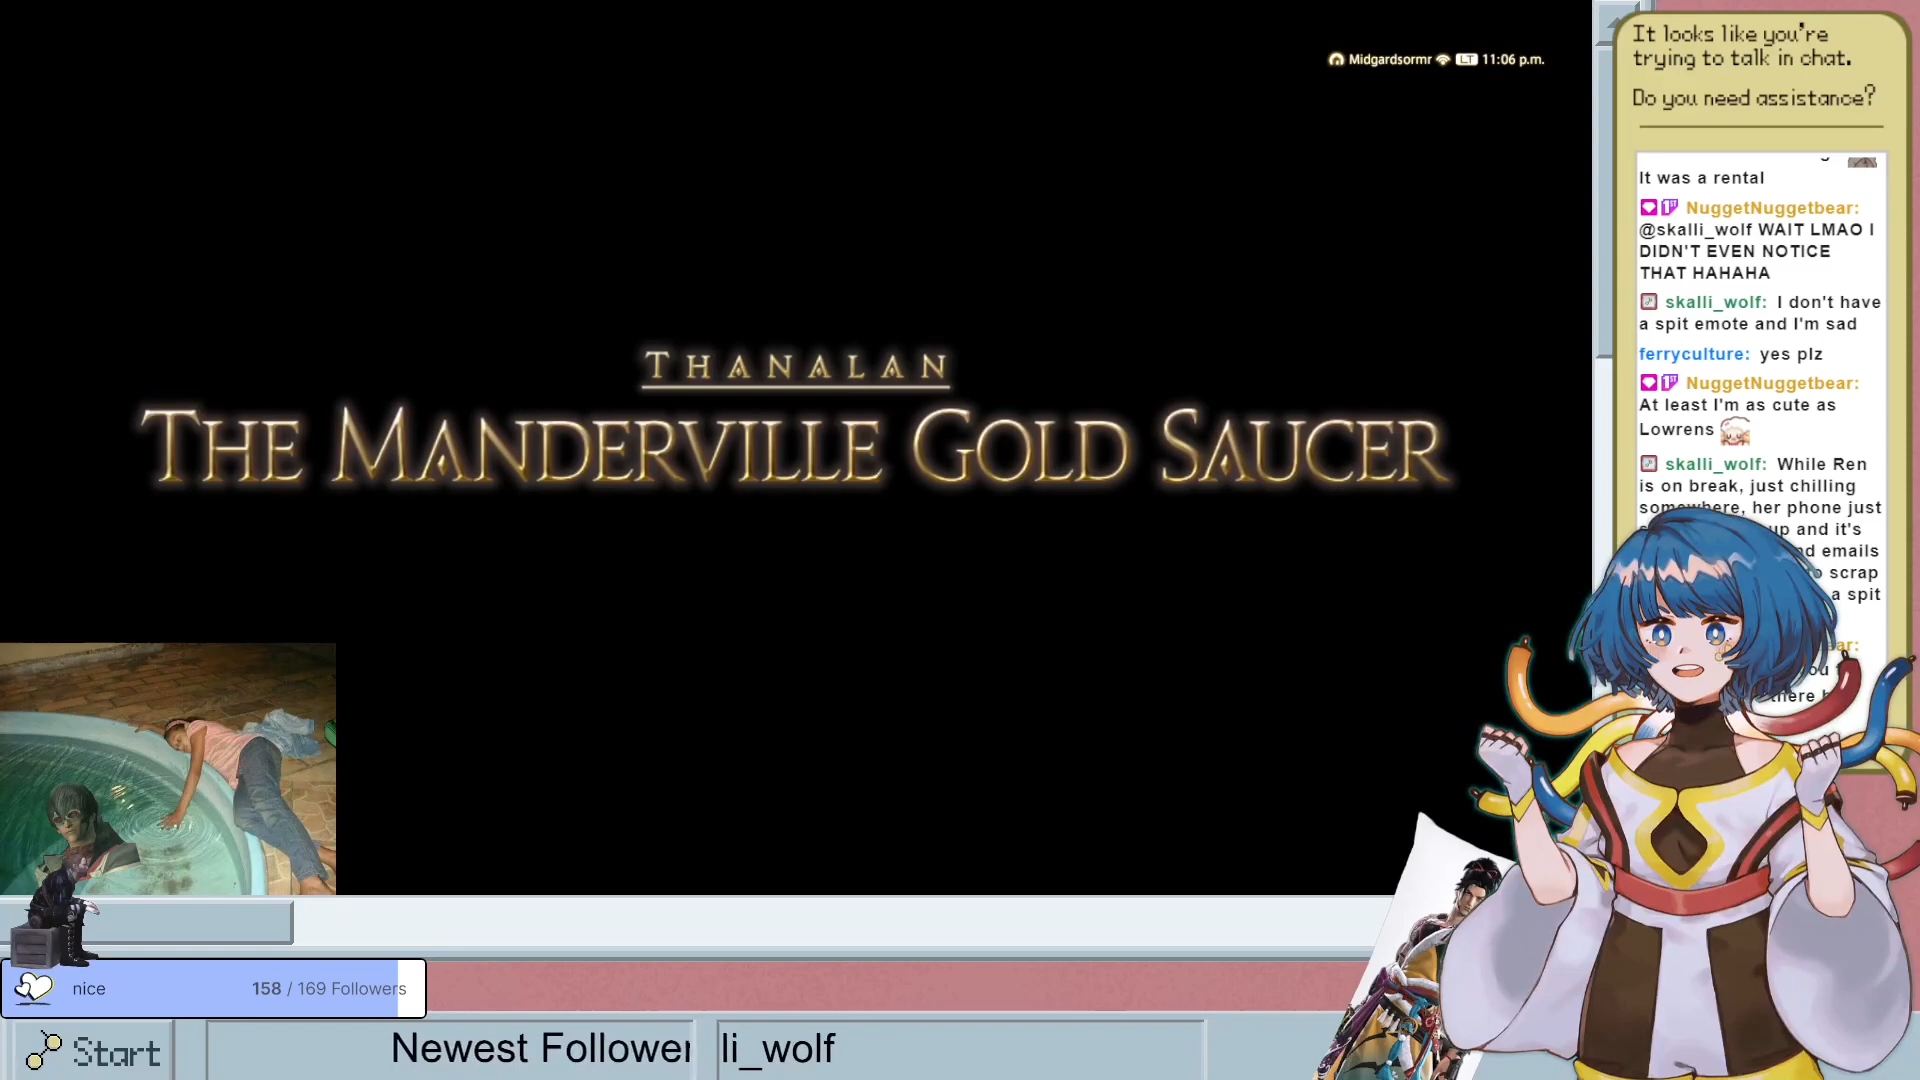 Midgardsormr LT 11:06 p.m.
THANALAN
THE MANDERVILLE GOLD SAUCER
It looks like you're
trying to talk in chat.
Do you need assistance?
It was a rental
NuggetNuggetbear:
@skalli_wolf WAIT LMAO I
DIDN'T EVEN NOTICE
THAT HAHAHA
skalli_wolf: I don't have
a spit emote and I'm sad
ferryculture: yes plz
NuggetNuggetbear:
At least I'm as cute as
Lowrens
skalli_wolf: While Ren
is on break, just chilling
somewhere, her phone just
up and it's
emails
scrap
a spit
ar:
nice
158 / 169 Followers
Start
Newest Follower
li_wolf